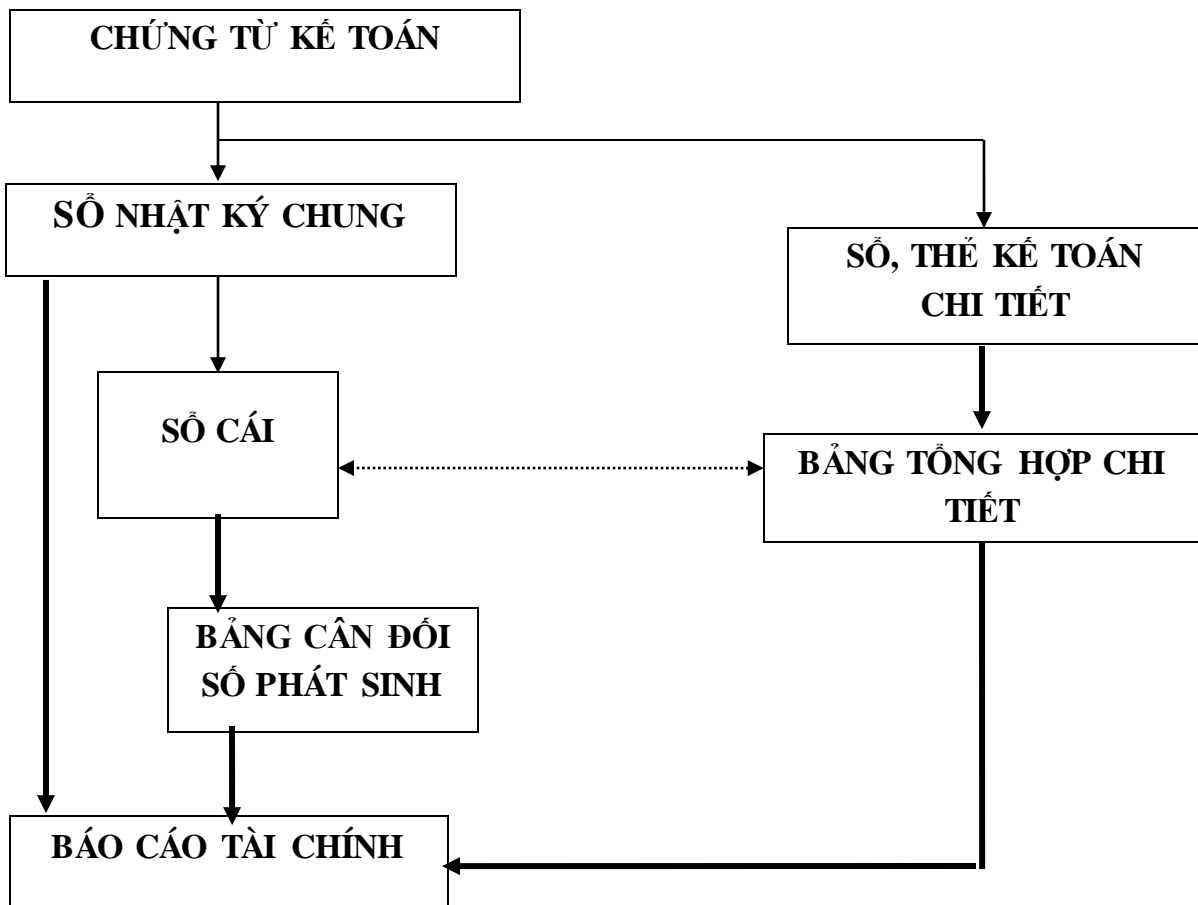 CHỨNG TỪ KẾ TOÁN
SỔ NHẬT KÝ CHUNG
SỔ, THẺ KẾ TOÁN
CHI TIẾT
SỔ CÁI
BẢNG TỔNG HỢP CHI
TIẾT
BẢNG CÂN ĐỐI
SỐ PHÁT SINH
BÁO CÁO TÀI CHÍNH